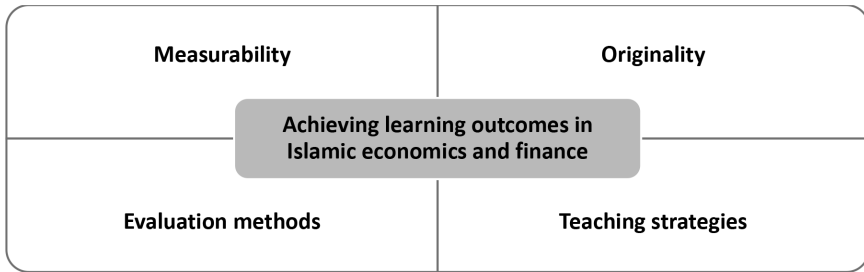 Measurability
Originality
Achieving learning outcomes in
Islamic economics and finance
Evaluation methods
Teaching strategies